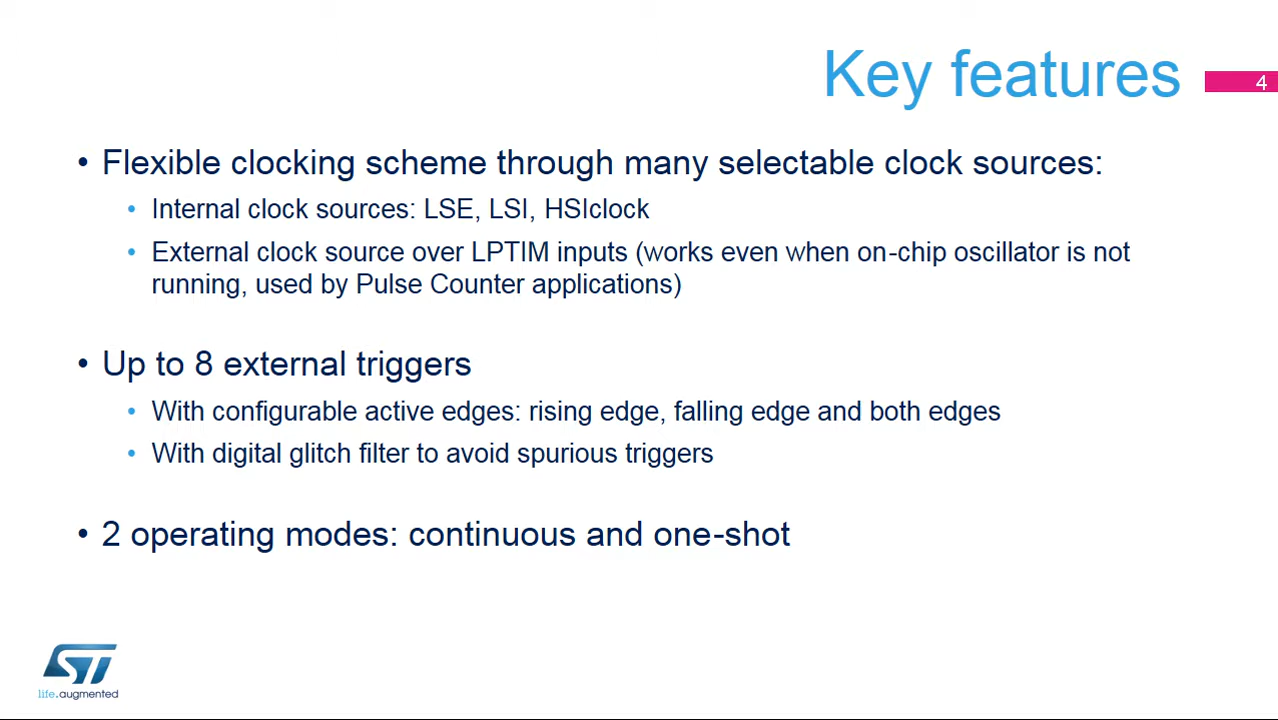 Key features
4
• Flexible clocking scheme through many selectable clock sources:
• Internal clock sources: LSE, LSI, HSIclock
• External clock source over LPTIM inputs (works even when on-chip oscillator is not
running, used by Pulse Counter applications)
• Up to 8 external triggers
• With configurable active edges: rising edge, falling edge and both edges
• With digital glitch filter to avoid spurious triggers
• 2 operating modes: continuous and one-shot
ST
life.augmented